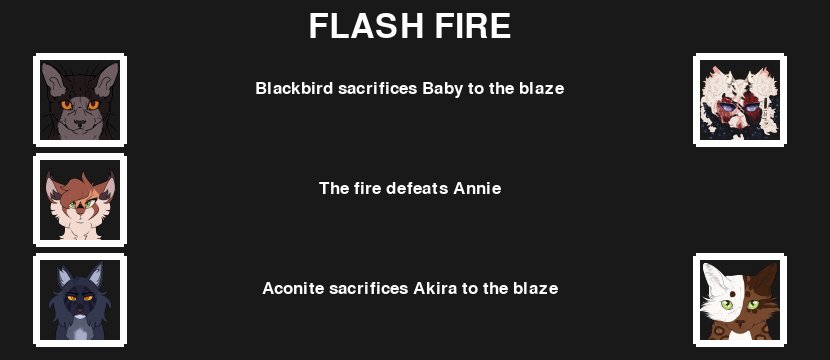 FLASH FIRE
Blackbird sacrifices Baby to the blaze
The fire defeats Annie
Aconite sacrifices Akira to the blaze